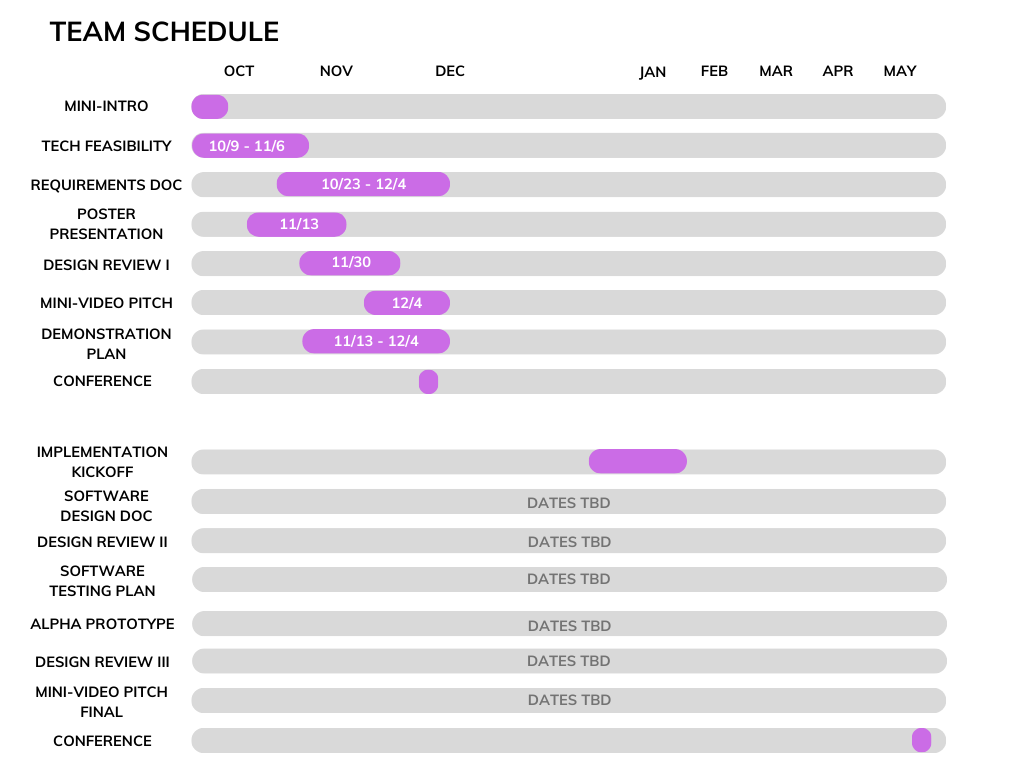 TEAM SCHEDULE
OCT NOV DEC JAN FEB MAR APR MAY
MINI-INTRO
TECH FEASIBILITY 10/9 - 11/6
REQUIREMENTS DOC 10/23 - 12/4
POSTER
PRESENTATION 11/13
DESIGN REVIEW I 11/30
MINI-VIDEO PITCH 12/4
DEMONSTRATION
PLAN 11/13 - 12/4
CONFERENCE
IMPLEMENTATION
KICKOFF
SOFTWARE
DESIGN DOC DATES TBD
DESIGN REVIEW II DATES TBD
SOFTWARE
TESTING PLAN DATES TBD
ALPHA PROTOTYPE DATES TBD
DESIGN REVIEW III DATES TBD
MINI-VIDEO PITCH
FINAL DATES TBD
CONFERENCE